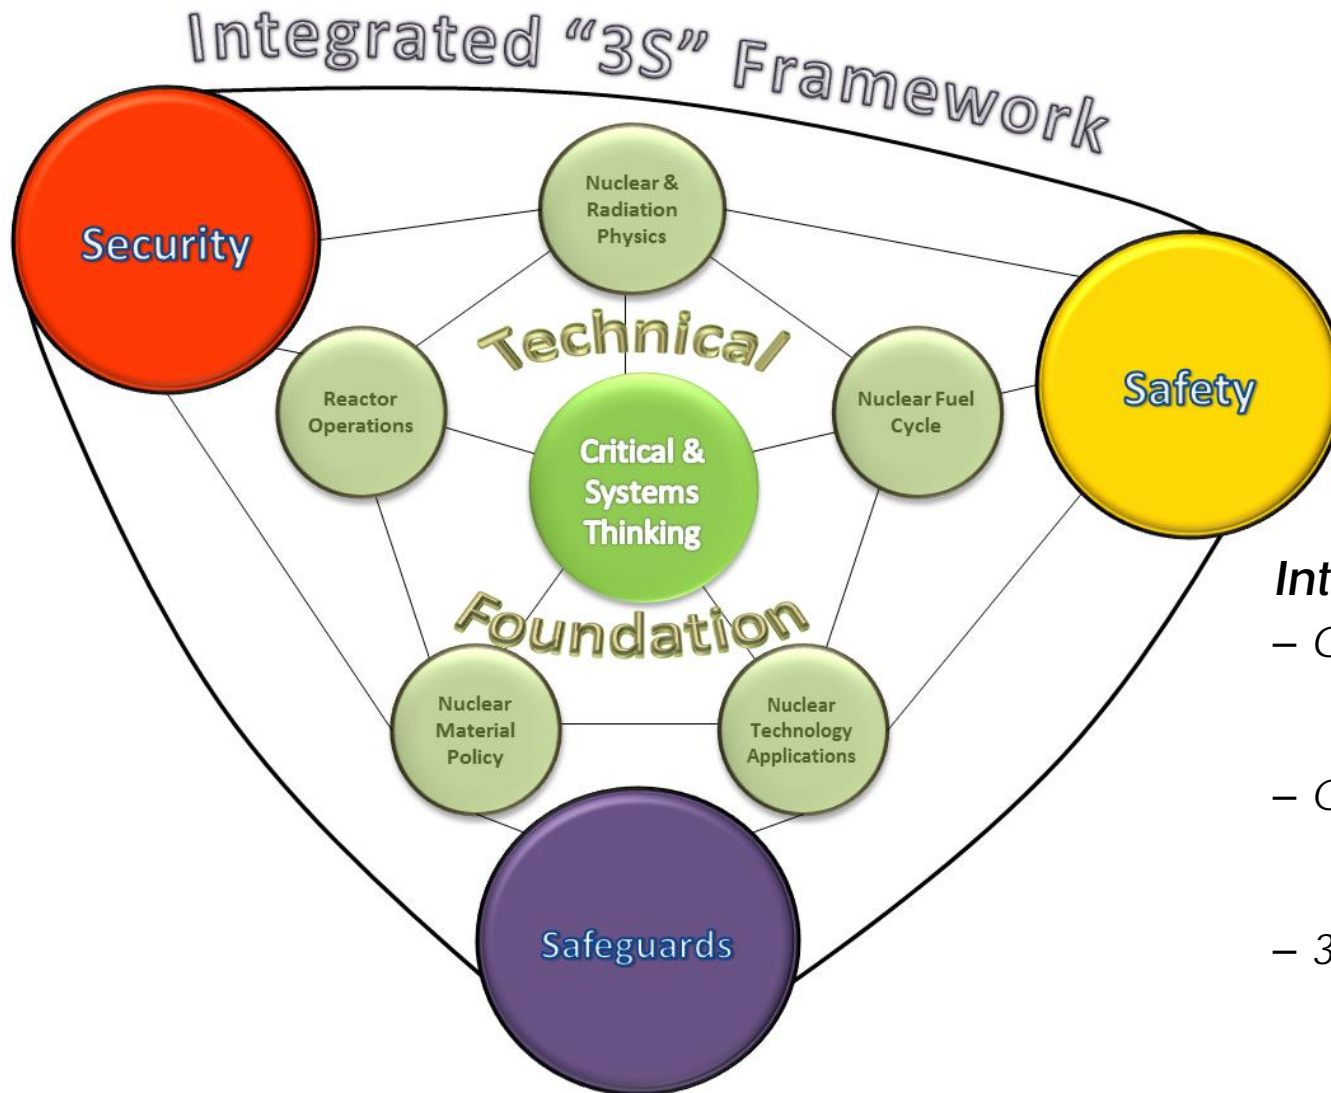 Integrated “3S” Framework
Security
Nuclear &
Radiation
Physics
Safety
Technical
Reactor
Operations
Nuclear Fuel
Cycle
Critical &
Systems
Thinking
Foundation
Nuclear
Material
Policy
Nuclear
Technology
Applications
Safeguards
Int
–
–
– 3